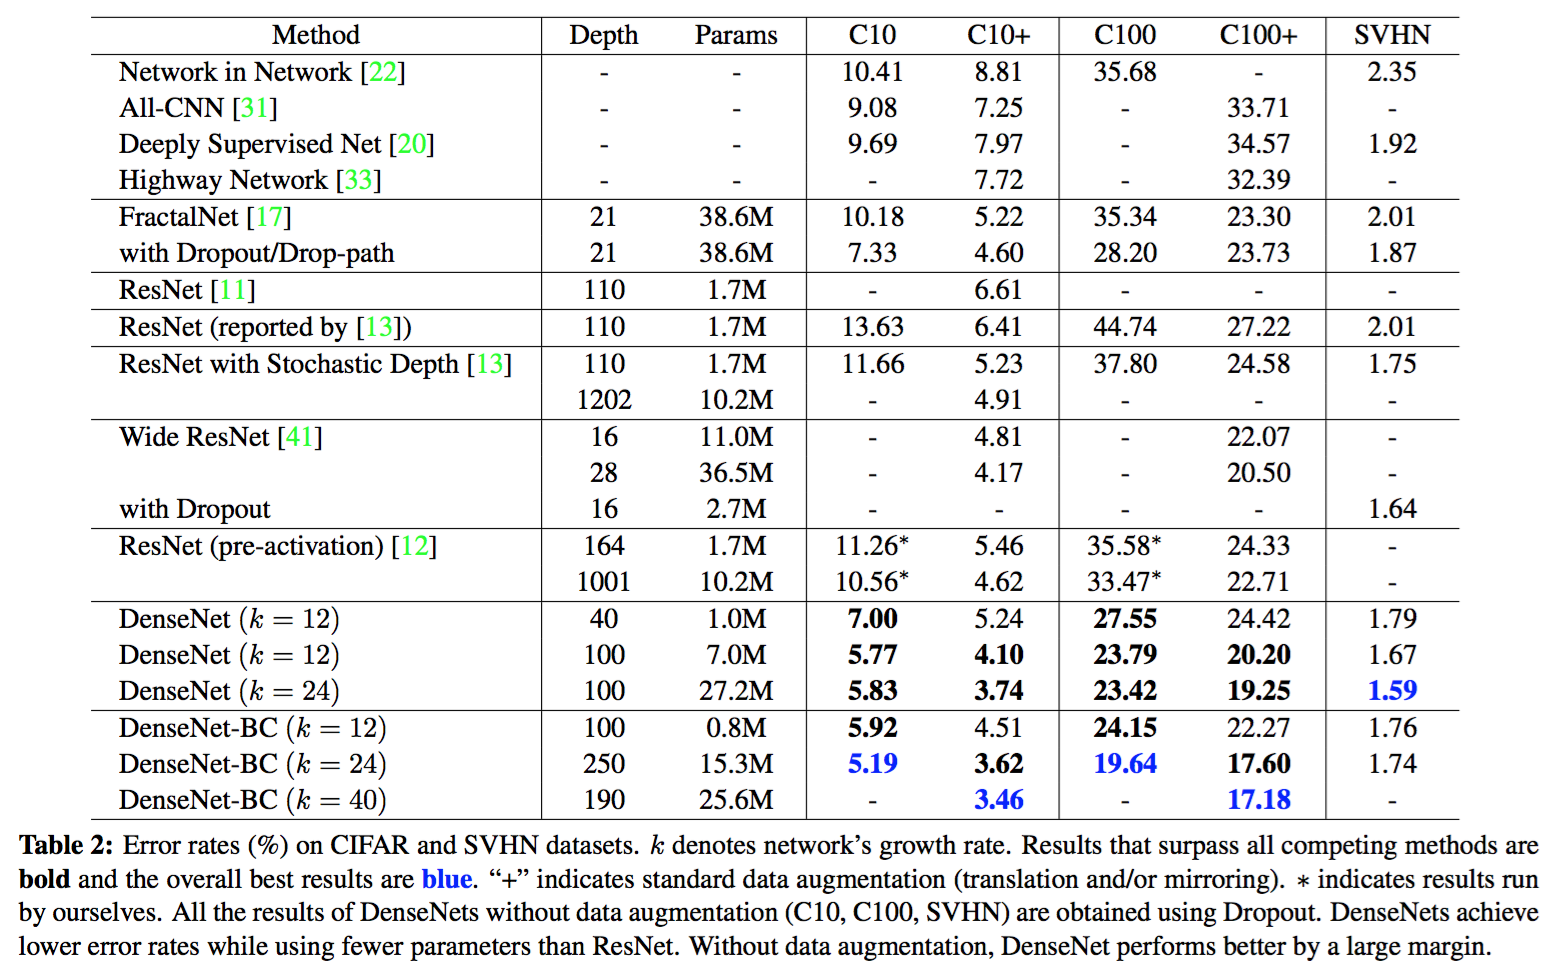 Method Depth Params C10 C10+ C100 C100+ SVHN
Network in Network [22] - - 10.41 8.81 35.68 - 2.35
All-CNN [31] - - 9.08 7.25 - 33.71 -
Deeply Supervised Net [20] - - 9.69 7.97 - 34.57 1.92
Highway Network [33] - - - 7.72 - 32.39 -
FractalNet [17] 21 38.6M 10.18 5.22 35.34 23.30 2.01
with Dropout/Drop-path 21 38.6M 7.33 4.60 28.20 23.73 1.87
ResNet [11] 110 1.7M - 6.61 - - -
ResNet (reported by [13]) 110 1.7M 13.63 6.41 44.74 27.22 2.01
ResNet with Stochastic Depth [13] 110 1.7M 11.66 5.23 37.80 24.58 1.75
1202 10.2M - 4.91 - - -
Wide ResNet [41] 16 11.0M - 4.81 - 22.07 -
28 36.5M - 4.17 - 20.50 -
with Dropout 16 2.7M - - - - 1.64
ResNet (pre-activation) [12] 164 1.7M 11.26* 5.46 35.58* 24.33 -
1001 10.2M 10.56* 4.62 33.47* 22.71 -
DenseNet (k = 12) 40 1.0M 7.00 5.24 27.55 24.42 1.79
DenseNet (k = 12) 100 7.0M 5.77 4.10 23.79 20.20 1.67
DenseNet (k = 24) 100 27.2M 5.83 3.74 23.42 19.25 1.59
DenseNet-BC (k = 12) 100 0.8M 5.92 4.51 24.15 22.27 1.76
DenseNet-BC (k = 24) 250 15.3M 5.19 3.62 19.64 17.60 1.74
DenseNet-BC (k = 40) 190 25.6M - 3.46 - 17.18 -
Table 2: Error rates (%) on CIFAR and SVHN datasets. k denotes network's growth rate. Results that surpass all competing methods are
bold and the overall best results are blue. “+” indicates standard data augmentation (translation and/or mirroring). * indicates results run
by ourselves. All the results of DenseNets without data augmentation (C10, C100, SVHN) are obtained using Dropout. DenseNets achieve
lower error rates while using fewer parameters than ResNet. Without data augmentation, DenseNet performs better by a large margin.